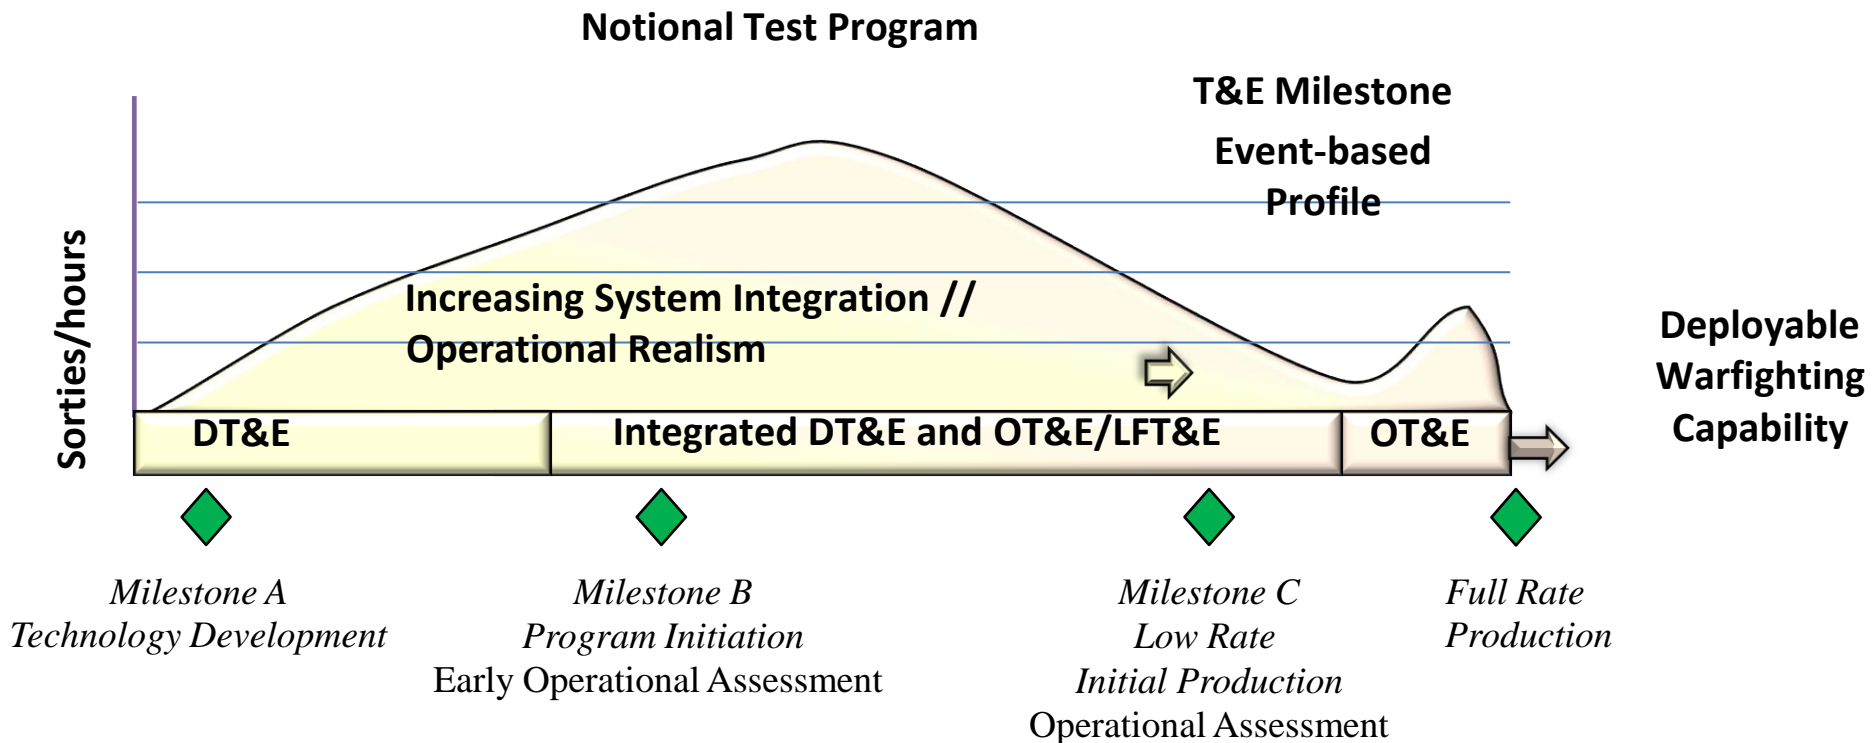 Notional Test Program
T&E Milestone
Event-based
Profile
Sorties/hours
Increasing System Integration //
Operational Realism
Deployable
Warfighting
Capability
DT&E
Integrated DT&E and OT&E/LFT&E
OT&E
Milestone A
Technology Development
Milestone B
Program Initiation
Early Operational Assessment
Milestone C
Low Rate
Initial Production
Operational Assessment
Full Rate
Production